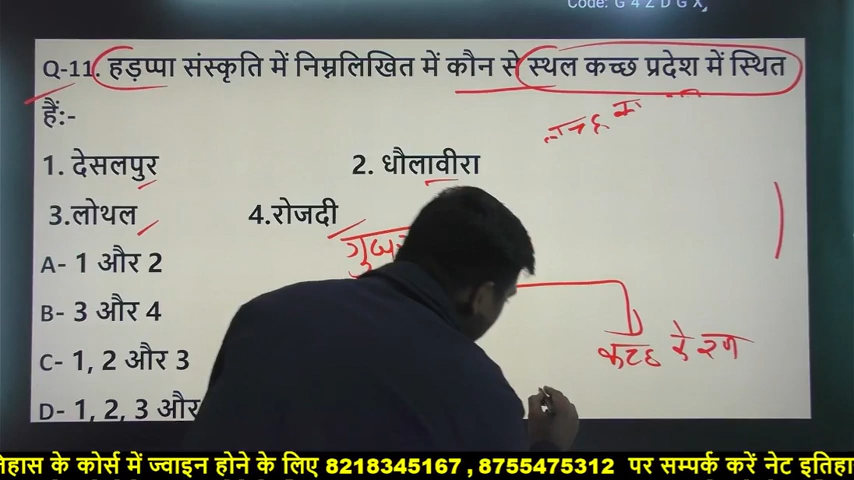 Code: G 4 Z D G X
Q-11. हड़प्पा संस्कृति में निम्नलिखित में कौन से स्थल कच्छ प्रदेश में स्थित
हैं:-
1. देसलपुर 2. धौलावीरा
3.लोथल 4.रोजदी
A- 1 और 2
B- 3 और 4
कच्छ के रण
C- 1, 2 और 3
D- 1, 2, 3 और
तिहास के कोर्स में ज्वाइन होने के लिए 8218345167 , 8755475312 पर सम्पर्क करें नेट इतिहा